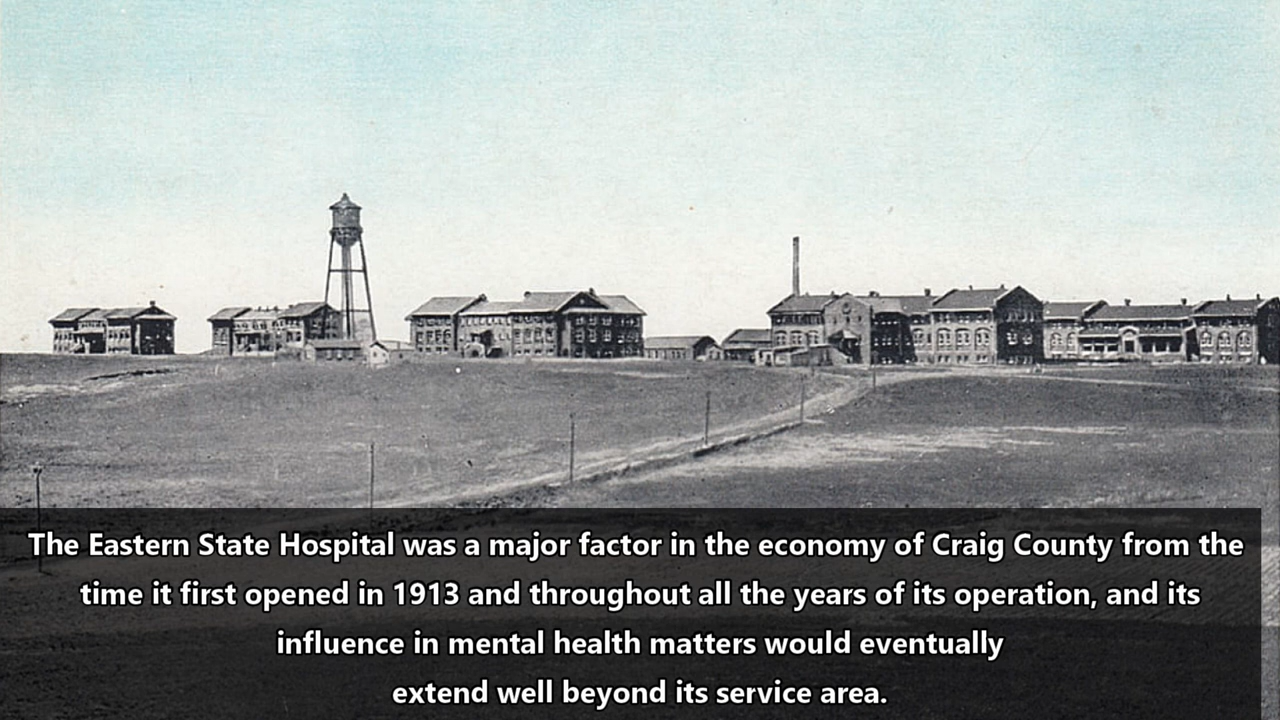 The Eastern State Hospital was a major factor in the economy of Craig County from the
time it first opened in 1913 and throughout all the years of its operation, and its
influence in mental health matters would eventually
extend well beyond its service area.